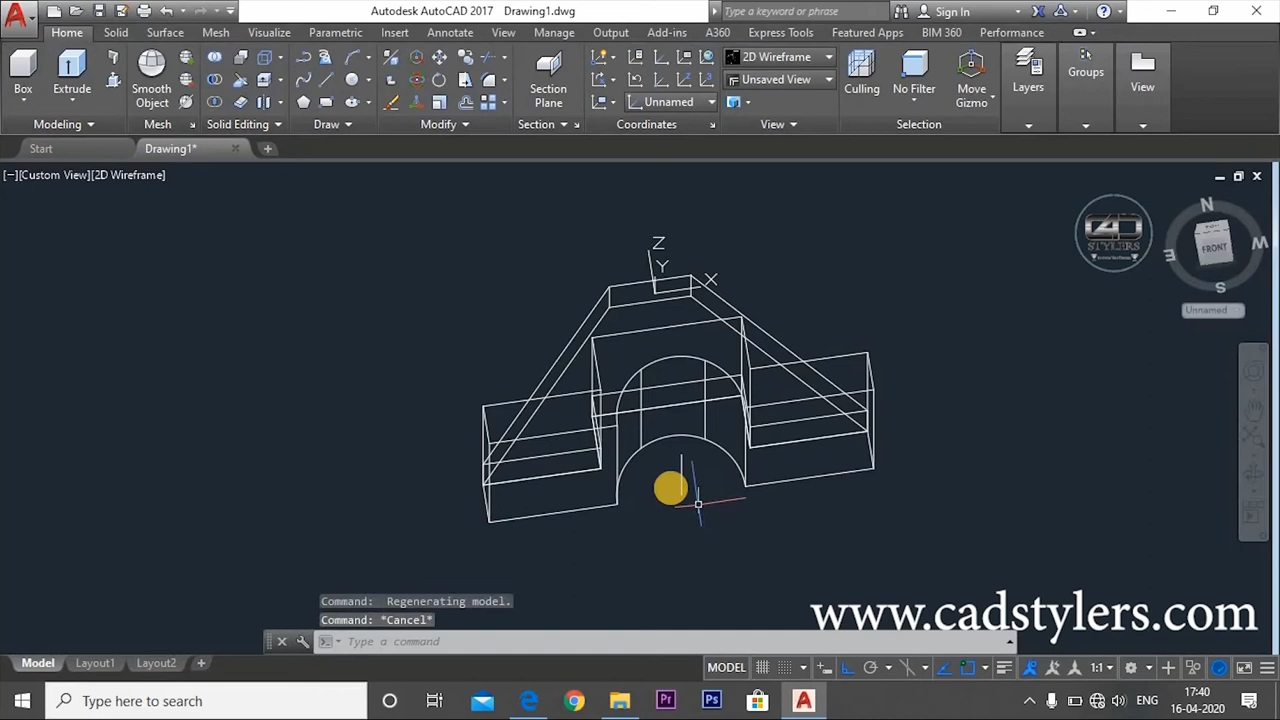 Autodesk AutoCAD 2017 Drawing1.dwg
Type a keyword or phrase
Sign In
Home Solid Surface Mesh Visualize Parametric Insert Annotate View Manage Output Add-ins A360 Express Tools Featured Apps BIM 360 Performance
2D Wireframe
Unsaved View
Unnamed
Box Extrude Smooth Object Section Plane Culling No Filter Move Gizmo Layers Groups View
Modeling Mesh Solid Editing Draw Modify Section Coordinates View Selection
Start Drawing1*
[−][Custom View][2D Wireframe]
N
W
E
S
FRONT
CAD
STYLERS
Unnamed
Z
Y
X
Command: Regenerating model.
Command: *Cancel*
Type a command
www.cadstylers.com
Model Layout1 Layout2
MODEL
1:1
Type here to search
Pr
Ps
ENG
17:40
16-04-2020